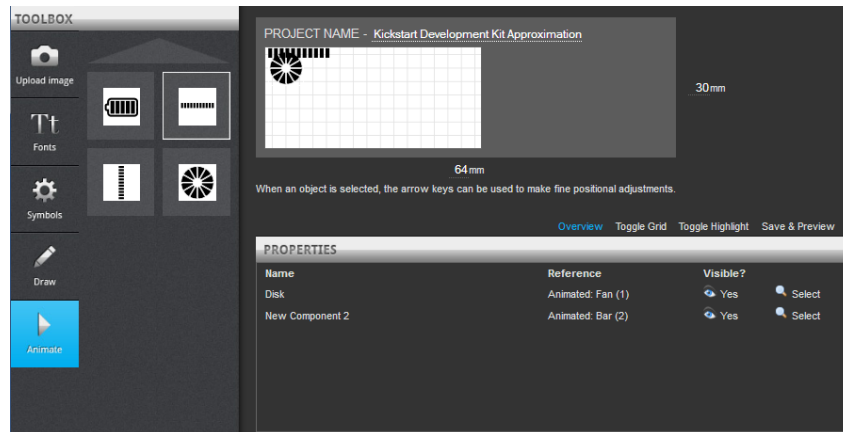 TOOLBOX
Upload image
Tt
Fonts
Symbols
Draw
Animate
PROJECT NAME - Kickstart Development Kit Approximation
30mm
64mm
When an object is selected, the arrow keys can be used to make fine positional adjustments.
Overview Toggle Grid Toggle Highlight Save & Preview
PROPERTIES
Name Reference Visible?
Disk Animated: Fan (1) Yes Select
New Component 2 Animated: Bar (2) Yes Select